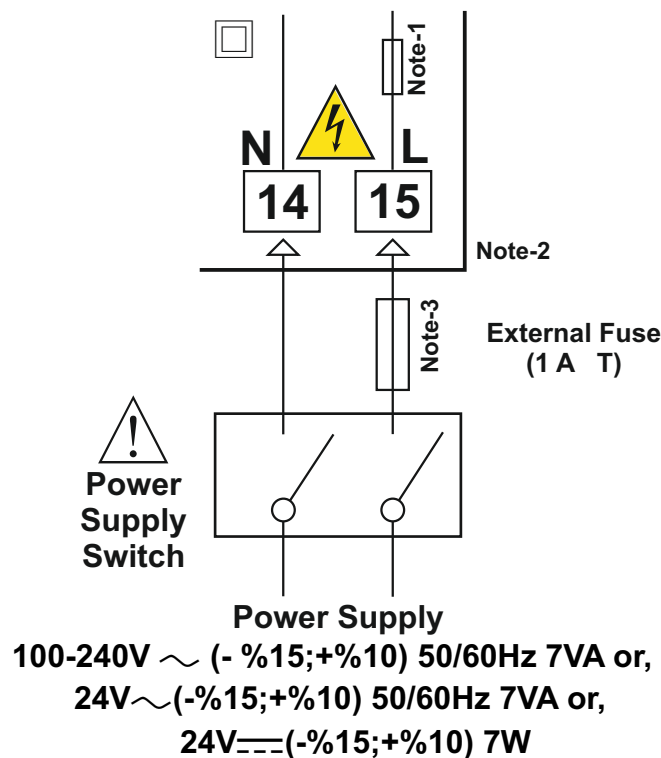 Note-1
N L
14 15
Note-2
Note-3
External Fuse
(1 A T)
Power
Supply
Switch
Power Supply
100-240V ~ (- %15;+%10) 50/60Hz 7VA or,
24V~(-%15;+%10) 50/60Hz 7VA or,
24V⎓(-%15;+%10) 7W